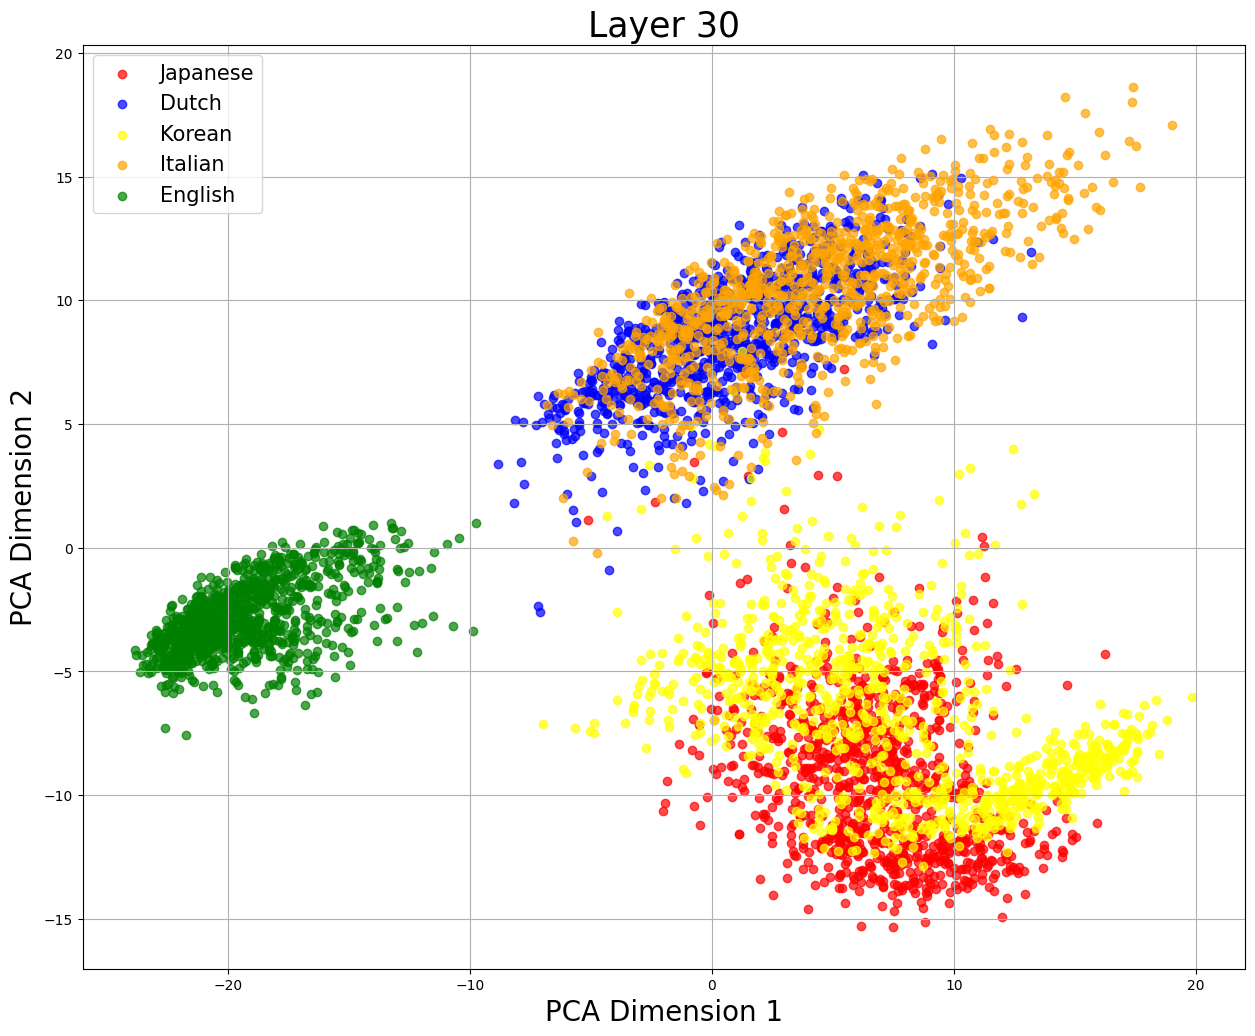 Layer 30
20
15
10
5
0
−5
−10
−15
−20
−10
0
10
20
PCA Dimension 1
PCA Dimension 2
Japanese
Dutch
Korean
Italian
English